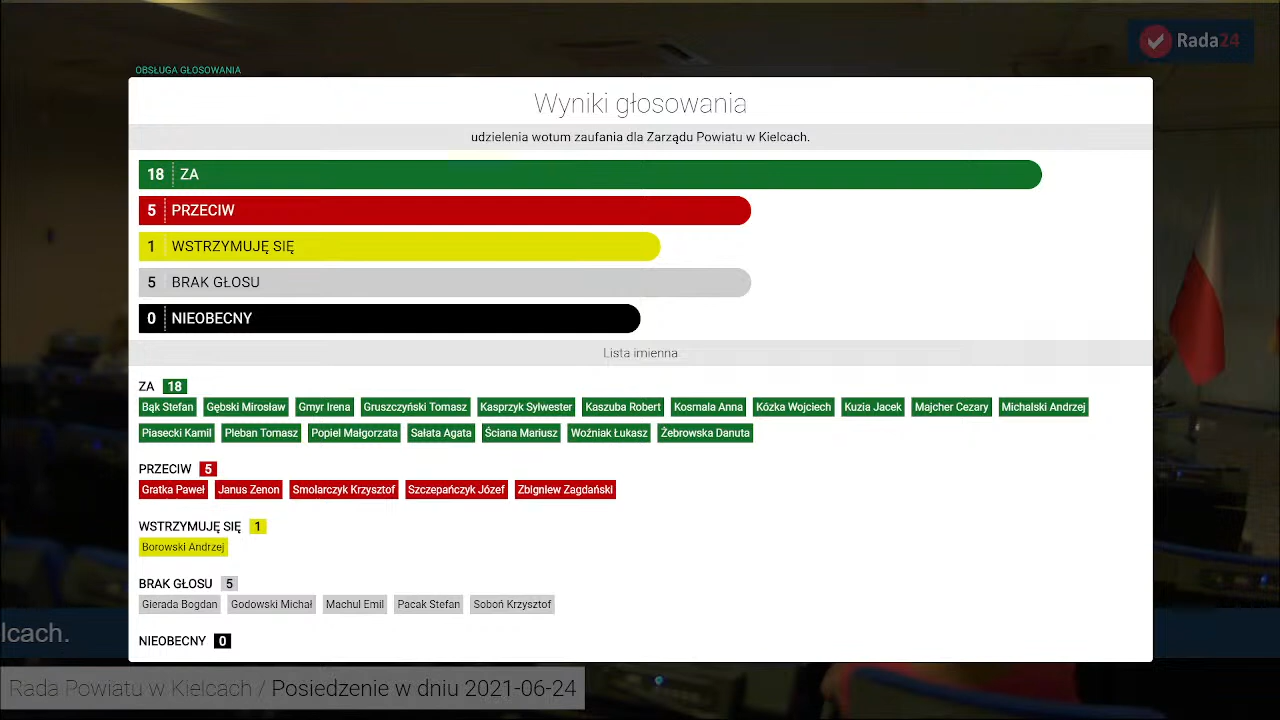 Rada24
OBSŁUGA GŁOSOWANIA
Wyniki głosowania
udzielenia wotum zaufania dla Zarządu Powiatu w Kielcach.
18 ZA
5 PRZECIW
1 WSTRZYMUJĘ SIĘ
5 BRAK GŁOSU
0 NIEOBECNY
Lista imienna
ZA 18
Bąk Stefan Gębski Mirosław Gmyr Irena Gruszczyński Tomasz Kasprzyk Sylwester Kaszuba Robert Kosmala Anna Kózka Wojciech Kuzia Jacek Majcher Cezary Michalski Andrzej
Piasecki Kamil Pleban Tomasz Popiel Małgorzata Sałata Agata Ściana Mariusz Woźniak Łukasz Żebrowska Danuta
PRZECIW 5
Gratka Paweł Janus Zenon Smolarczyk Krzysztof Szczepańczyk Józef Zbigniew Zagdański
WSTRZYMUJĘ SIĘ 1
Borowski Andrzej
BRAK GŁOSU 5
Gierada Bogdan Godowski Michał Machul Emil Pacak Stefan Soboń Krzysztof
NIEOBECNY 0
lcach.
Rada Powiatu w Kielcach / Posiedzenie w dniu 2021-06-24